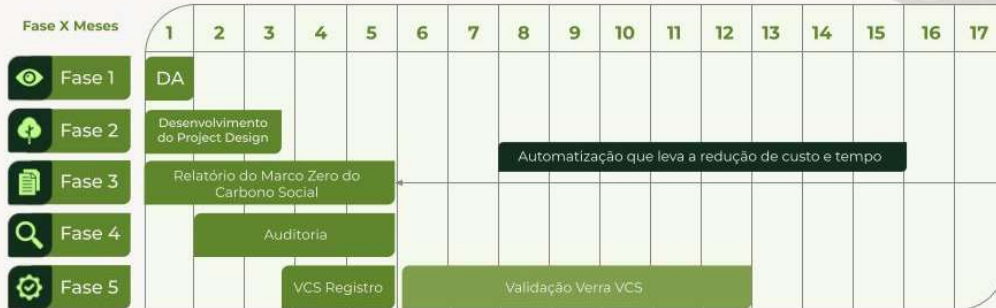 Fase X Meses
1 2 3 4 5 6 7 8 9 10 11 12 13 14 15 16 17
Fase 1
DA
Fase 2
Desenvolvimento
do Project Design
Automatização que leva a redução de custo e tempo
Fase 3
Relatório do Marco Zero do
Carbono Social
Fase 4
Auditoria
Fase 5
VCS Registro
Validação Verra VCS